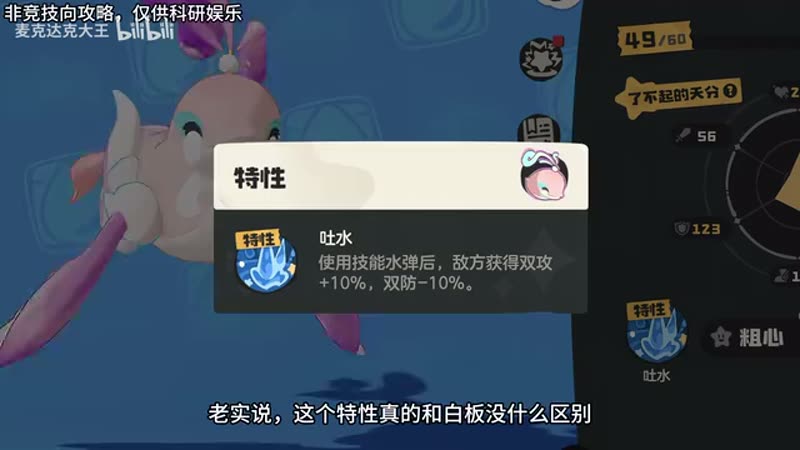 非竞技向攻略，仅供科研娱乐
麦克达克大王 bilibili
49/60
了不起的天分
56
特性
特性
吐水
使用技能水弹后，敌方获得双攻
+10%，双防-10%。
123
特性
吐水
粗心
老实说，这个特性真的和白板没什么区别